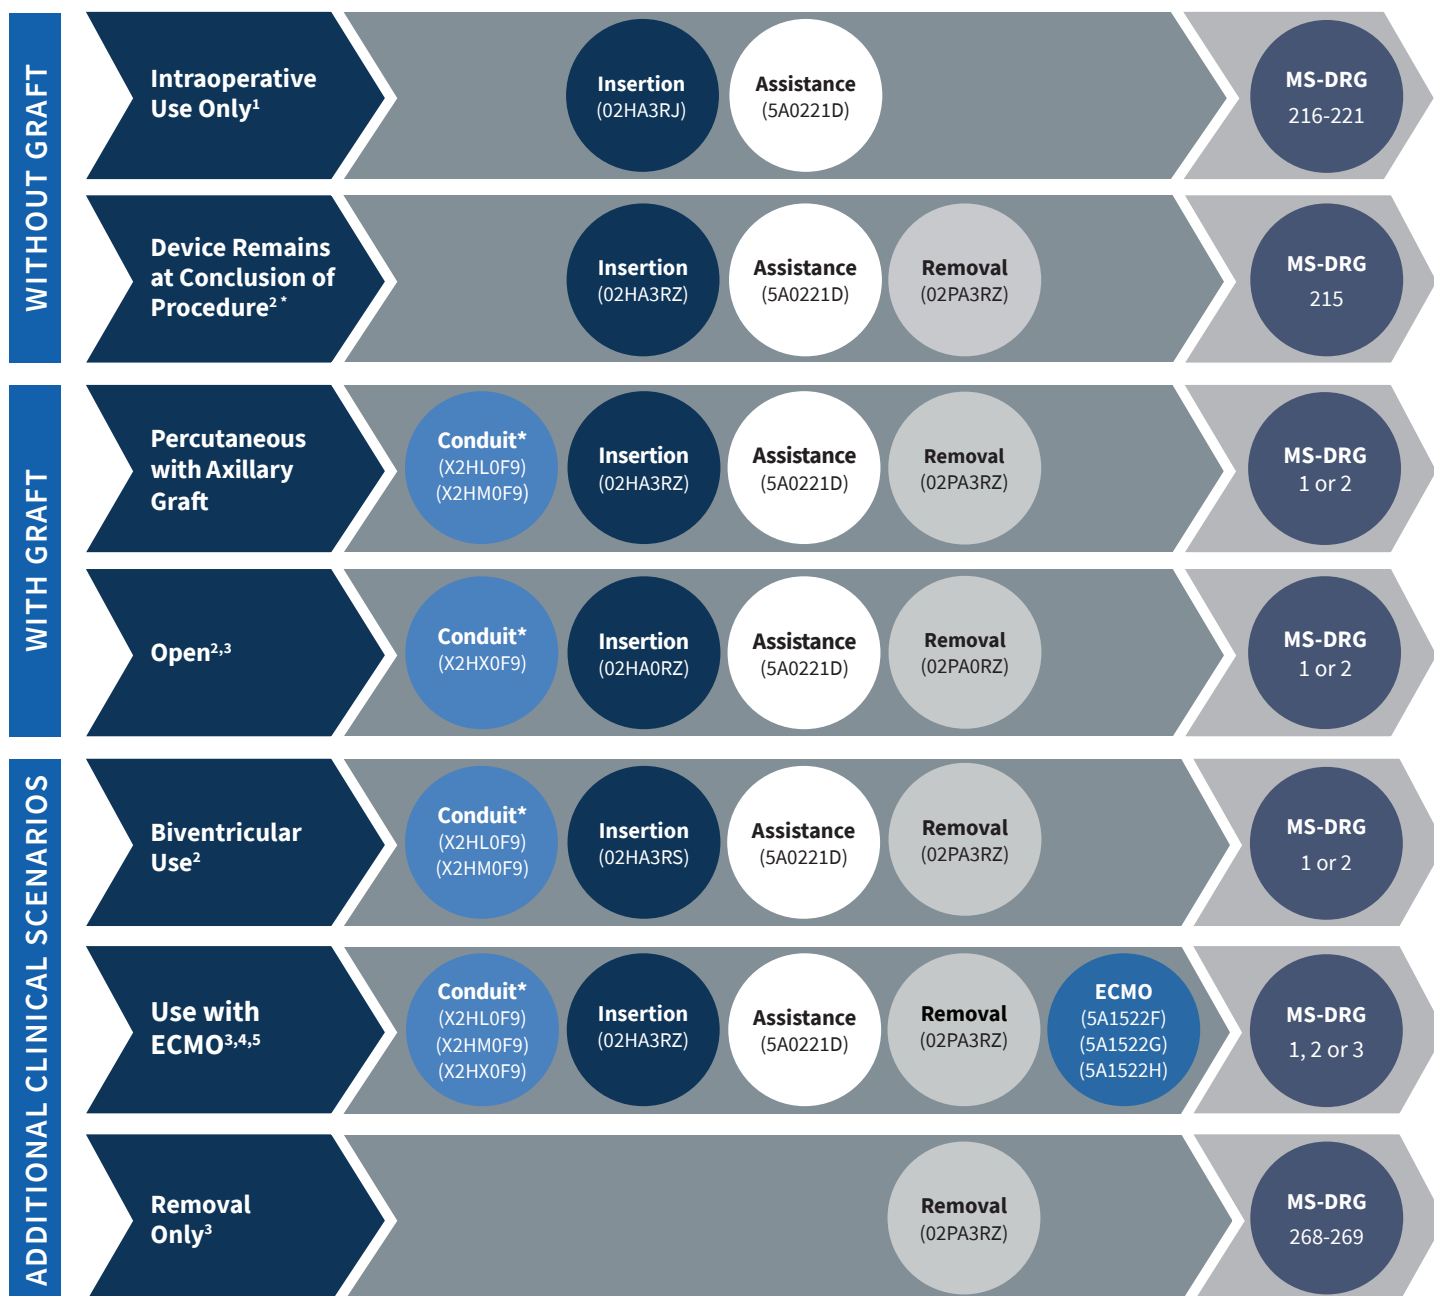 WITHOUT GRAFT
Intraoperative
Use Only1
Insertion
(02HA3RJ)
Assistance
(5A0221D)
MS-DRG
216-221
Device Remains
at Conclusion of
Procedure2 *
Insertion
(02HA3RZ)
Assistance
(5A0221D)
Removal
(02PA3RZ)
MS-DRG
215
WITH GRAFT
Percutaneous
with Axillary
Graft
Conduit*
(X2HL0F9)
(X2HM0F9)
Insertion
(02HA3RZ)
Assistance
(5A0221D)
Removal
(02PA3RZ)
MS-DRG
1 or 2
Open2,3
Conduit*
(X2HX0F9)
Insertion
(02HA0RZ)
Assistance
(5A0221D)
Removal
(02PA0RZ)
MS-DRG
1 or 2
ADDITIONAL CLINICAL SCENARIOS
Biventricular
Use2
Conduit*
(X2HL0F9)
(X2HM0F9)
Insertion
(02HA3RS)
Assistance
(5A0221D)
Removal
(02PA3RZ)
MS-DRG
1 or 2
Use with
ECMO3,4,5
Conduit*
(X2HL0F9)
(X2HM0F9)
(X2HX0F9)
Insertion
(02HA3RZ)
Assistance
(5A0221D)
Removal
(02PA3RZ)
ECMO
(5A1522F)
(5A1522G)
(5A1522H)
MS-DRG
1, 2 or 3
Removal
Only3
Removal
(02PA3RZ)
MS-DRG
268-269